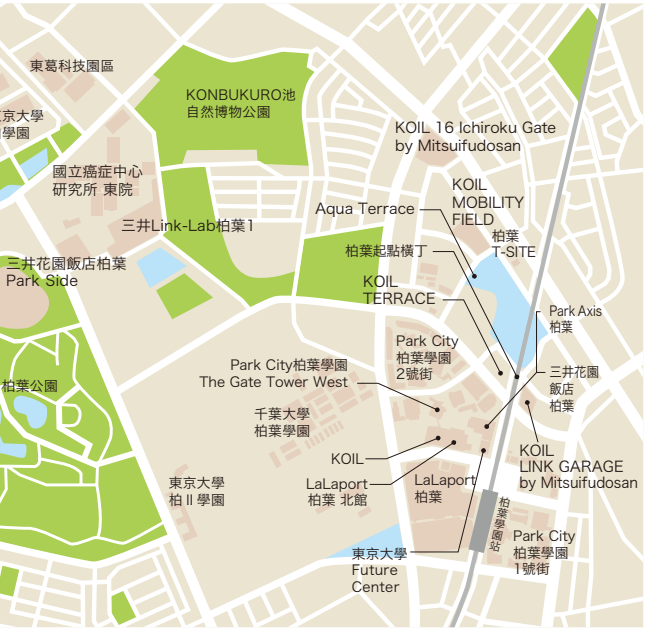 東葛科技園區
京大學
學園
KONBUKURO池
自然博物公園
KOIL 16 Ichiroku Gate
by Mitsuifudosan
國立癌症中心
研究所 東院
KOIL
MOBILITY
FIELD
Aqua Terrace
三井Link-Lab柏葉1
柏葉
T-SITE
柏葉起點橫丁
三井花園飯店柏葉
Park Side
KOIL
TERRACE
Park Axis
柏葉
Park City
柏葉學園
2號街
Park City柏葉學園
The Gate Tower West
三井花園
飯店
柏葉
柏葉公園
千葉大學
柏葉學園
KOIL
KOIL
LINK GARAGE
by Mitsuifudosan
東京大學
柏Ⅱ學園
LaLaport
柏葉 北館
LaLaport
柏葉
柏葉學園站
Park City
柏葉學園
1號街
東京大學
Future
Center